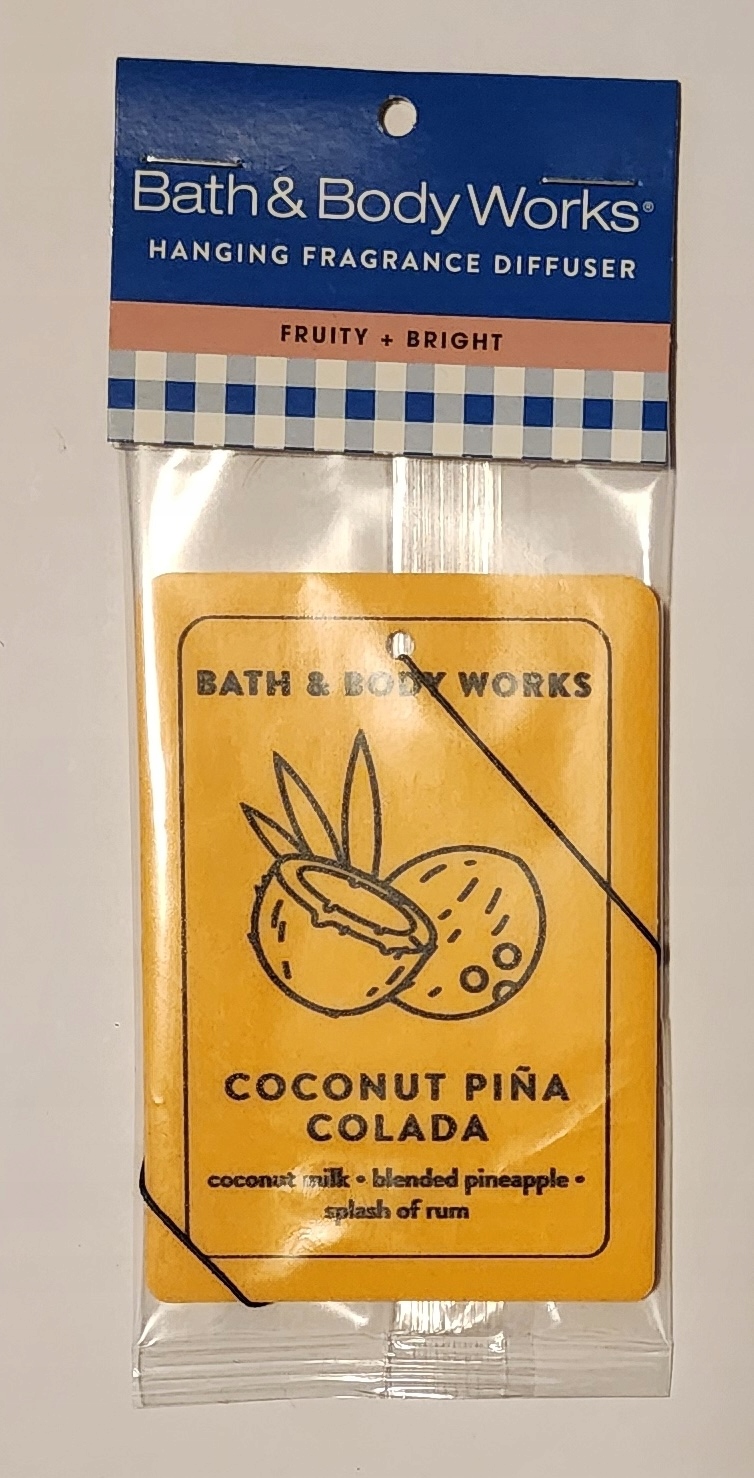 Bath & Body Works®
HANGING FRAGRANCE DIFFUSER
FRUITY + BRIGHT
BATH & BODY WORKS
COCONUT PIÑA
COLADA
coconut milk • blended pineapple •
splash of rum